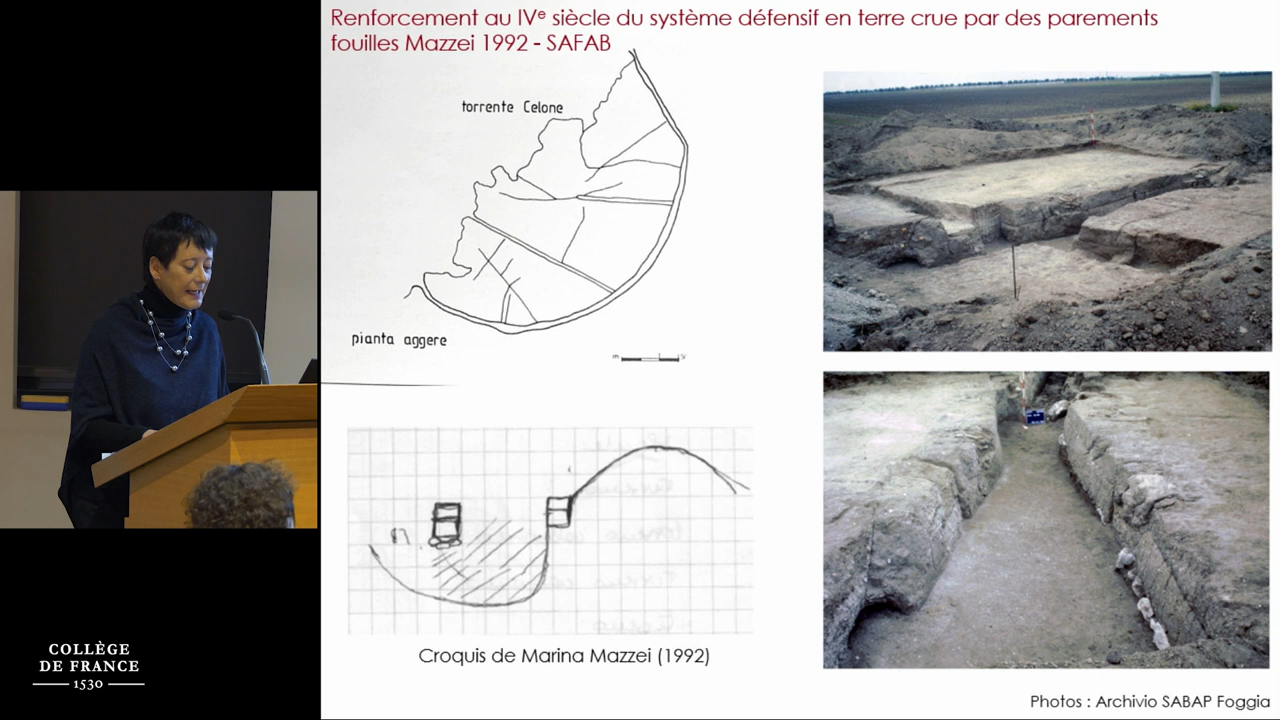 Renforcement au IVe siècle du système défensif en terre crue par des parements
fouilles Mazzei 1992 - SAFAB
torrente Celone
pianta aggere
Croquis de Marina Mazzei (1992)
Photos : Archivio SABAP Foggia
COLLÈGE
DE FRANCE
1530